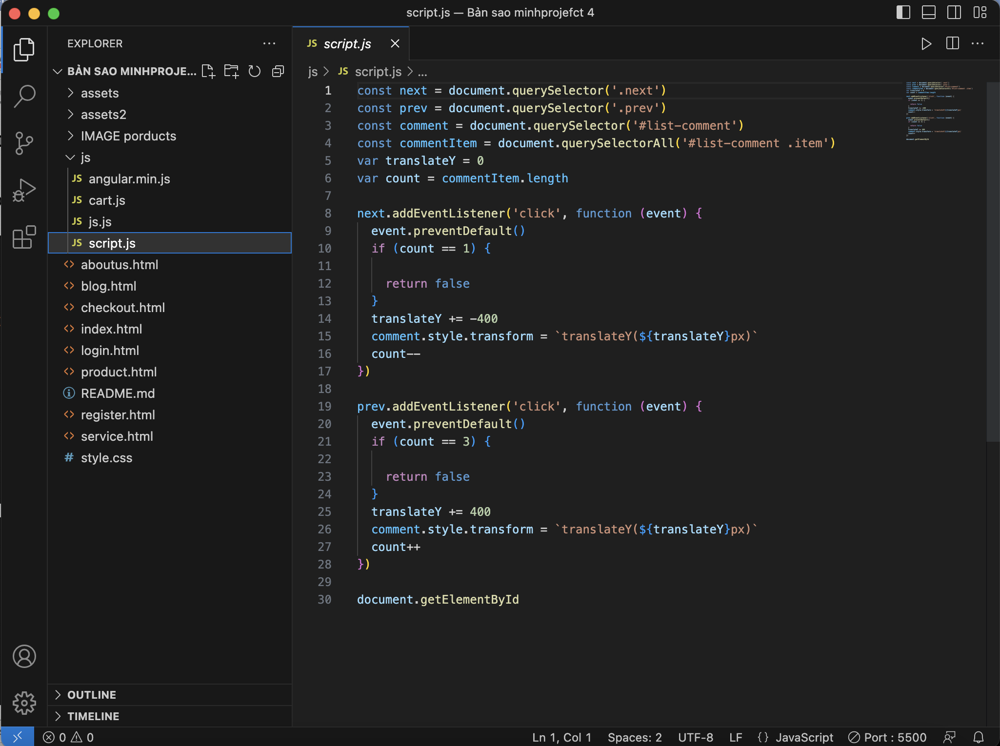 script.js — Bản sao minhprojefct 4
EXPLORER
BẢN SAO MINHPROJE...
assets
assets2
IMAGE porducts
js
JS angular.min.js
JS cart.js
JS js.js
JS script.js
<> aboutus.html
<> blog.html
<> checkout.html
<> index.html
<> login.html
<> product.html
README.md
<> register.html
<> service.html
# style.css
OUTLINE
TIMELINE
JS script.js
js > JS script.js > ...
1 const next = document.querySelector('.next')
2 const prev = document.querySelector('.prev')
3 const comment = document.querySelector('#list-comment')
4 const commentItem = document.querySelectorAll('#list-comment .item')
5 var translateY = 0
6 var count = commentItem.length
7
8 next.addEventListener('click', function (event) {
9 event.preventDefault()
10 if (count == 1) {
11
12 return false
13 }
14 translateY += -400
15 comment.style.transform = `translateY(${translateY}px)`
16 count--
17 })
18
19 prev.addEventListener('click', function (event) {
20 event.preventDefault()
21 if (count == 3) {
22
23 return false
24 }
25 translateY += 400
26 comment.style.transform = `translateY(${translateY}px)`
27 count++
28 })
29
30 document.getElementById
0 0 Ln 1, Col 1 Spaces: 2 UTF-8 LF {} JavaScript Port : 5500